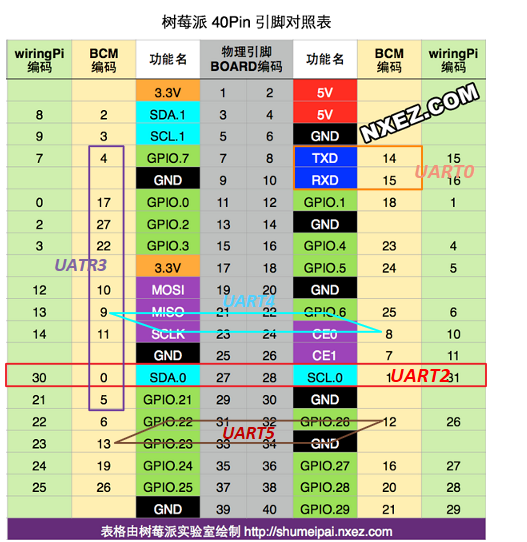 树莓派 40Pin 引脚对照表
wiringPi 编码 BCM 编码 功能名 物理引脚 BOARD编码 功能名 BCM 编码 wiringPi 编码
3.3V 1 2 5V
8 2 SDA.1 3 4 5V
9 3 SCL.1 5 6 GND
7 4 GPIO.7 7 8 TXD 14 15
GND 9 10 RXD 15 16
0 17 GPIO.0 11 12 GPIO.1 18 1
2 27 GPIO.2 13 14 GND
3 22 GPIO.3 15 16 GPIO.4 23 4
3.3V 17 18 GPIO.5 24 5
12 10 MOSI 19 20 GND
13 9 MISO 21 22 GPIO.6 25 6
14 11 SCLK 23 24 CE0 8 10
GND 25 26 CE1 7 11
30 0 SDA.0 27 28 SCL.0 1 31
21 5 GPIO.21 29 30 GND
22 6 GPIO.22 31 32 GPIO.26 12 26
23 13 GPIO.23 33 34 GND
24 19 GPIO.24 35 36 GPIO.27 16 27
25 26 GPIO.25 37 38 GPIO.28 20 28
GND 39 40 GPIO.29 21 29
表格由树莓派实验室绘制 http://shumeipai.nxez.com
NXEZ.COM
UART0
UATR3
UART4
UART2
UART5